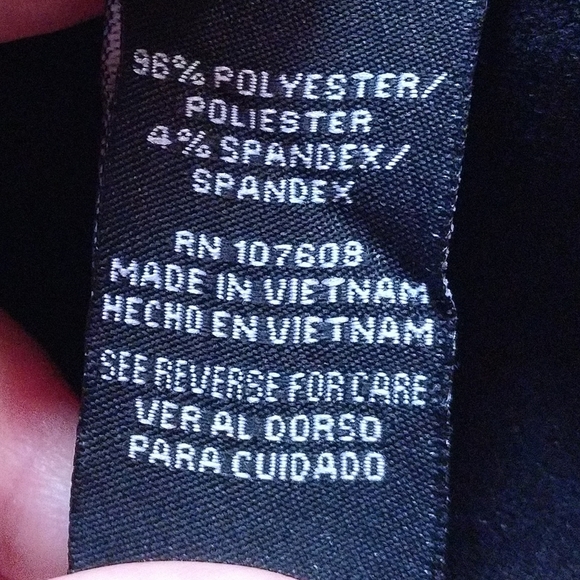 96% POLYESTER/
POLIESTER
4% SPANDEX/
SPANDEX
RN 107608
MADE IN VIETNAM
HECHO EN VIETNAM
SEE REVERSE FOR CARE
VER AL DORSO
PARA CUIDADO